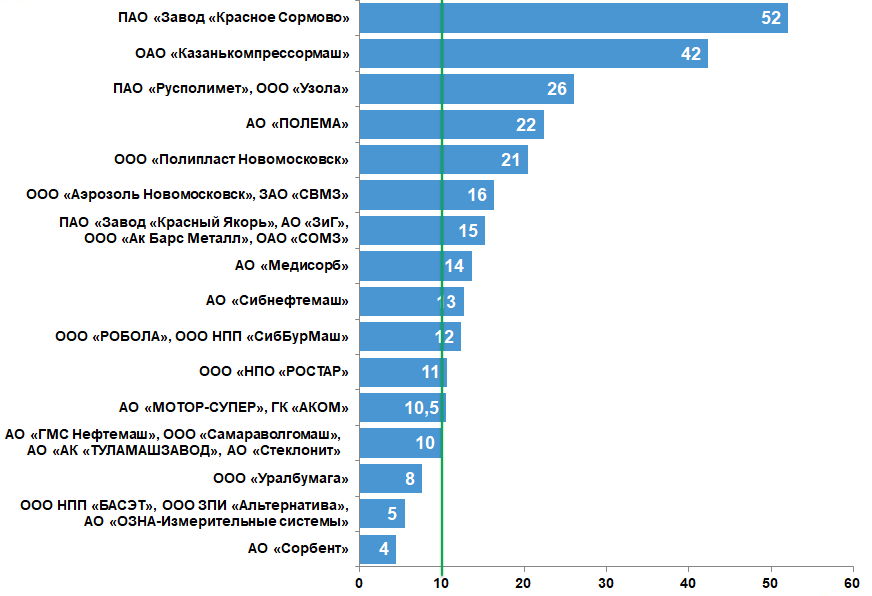 ПАО «Завод «Красное Сормово»
52
ОАО «Казанькомпрессормаш»
42
ПАО «Русполимет», ООО «Узола»
26
АО «ПОЛЕМА»
22
ООО «Полипласт Новомосковск»
21
ООО «Аэрозоль Новомосковск», ЗАО «СВМЗ»
16
ПАО «Завод «Красный Якорь», АО «ЗиГ»,
ООО «Ак Барс Металл», ОАО «СОМЗ»
15
АО «Медисорб»
14
АО «Сибнефтемаш»
13
ООО «РОБОЛА», ООО НПП «СибБурМаш»
12
ООО «НПО «РОСТАР»
11
АО «МОТОР-СУПЕР», ГК «АКОМ»
10,5
АО «ГМС Нефтемаш», ООО «Самараволгомаш»,
АО «АК «ТУЛАМАШЗАВОД», АО «Стеклонит»
10
ООО «Уралбумага»
8
ООО НПП «БАСЭТ», ООО ЗПИ «Альтернатива»,
АО «ОЗНА-Измерительные системы»
5
АО «Сорбент»
4
0 10 20 30 40 50 60